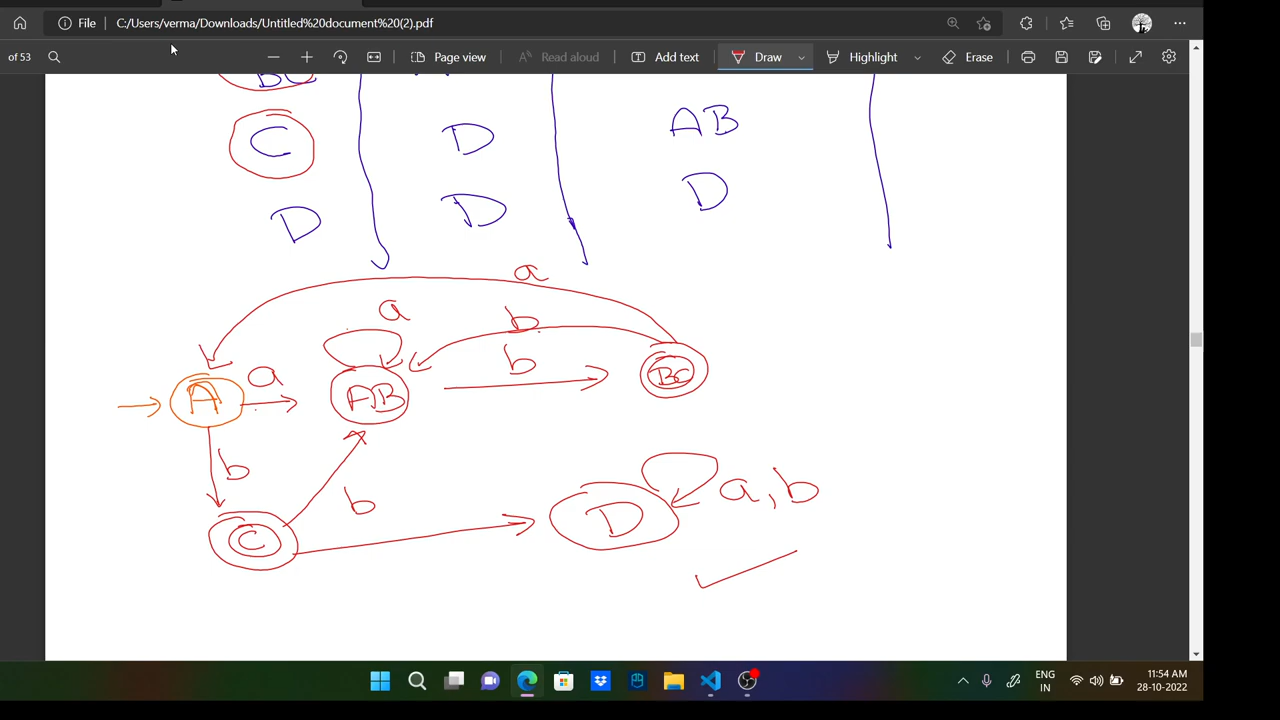 File C:/Users/verma/Downloads/Untitled%20document%20(2).pdf
of 53 Page view Read aloud Add text Draw Highlight Erase
BC
C D AB
D D D
a
a
b
b
a
A AB BC
b
b
a, b
C D
ENG
IN
11:54 AM
28-10-2022